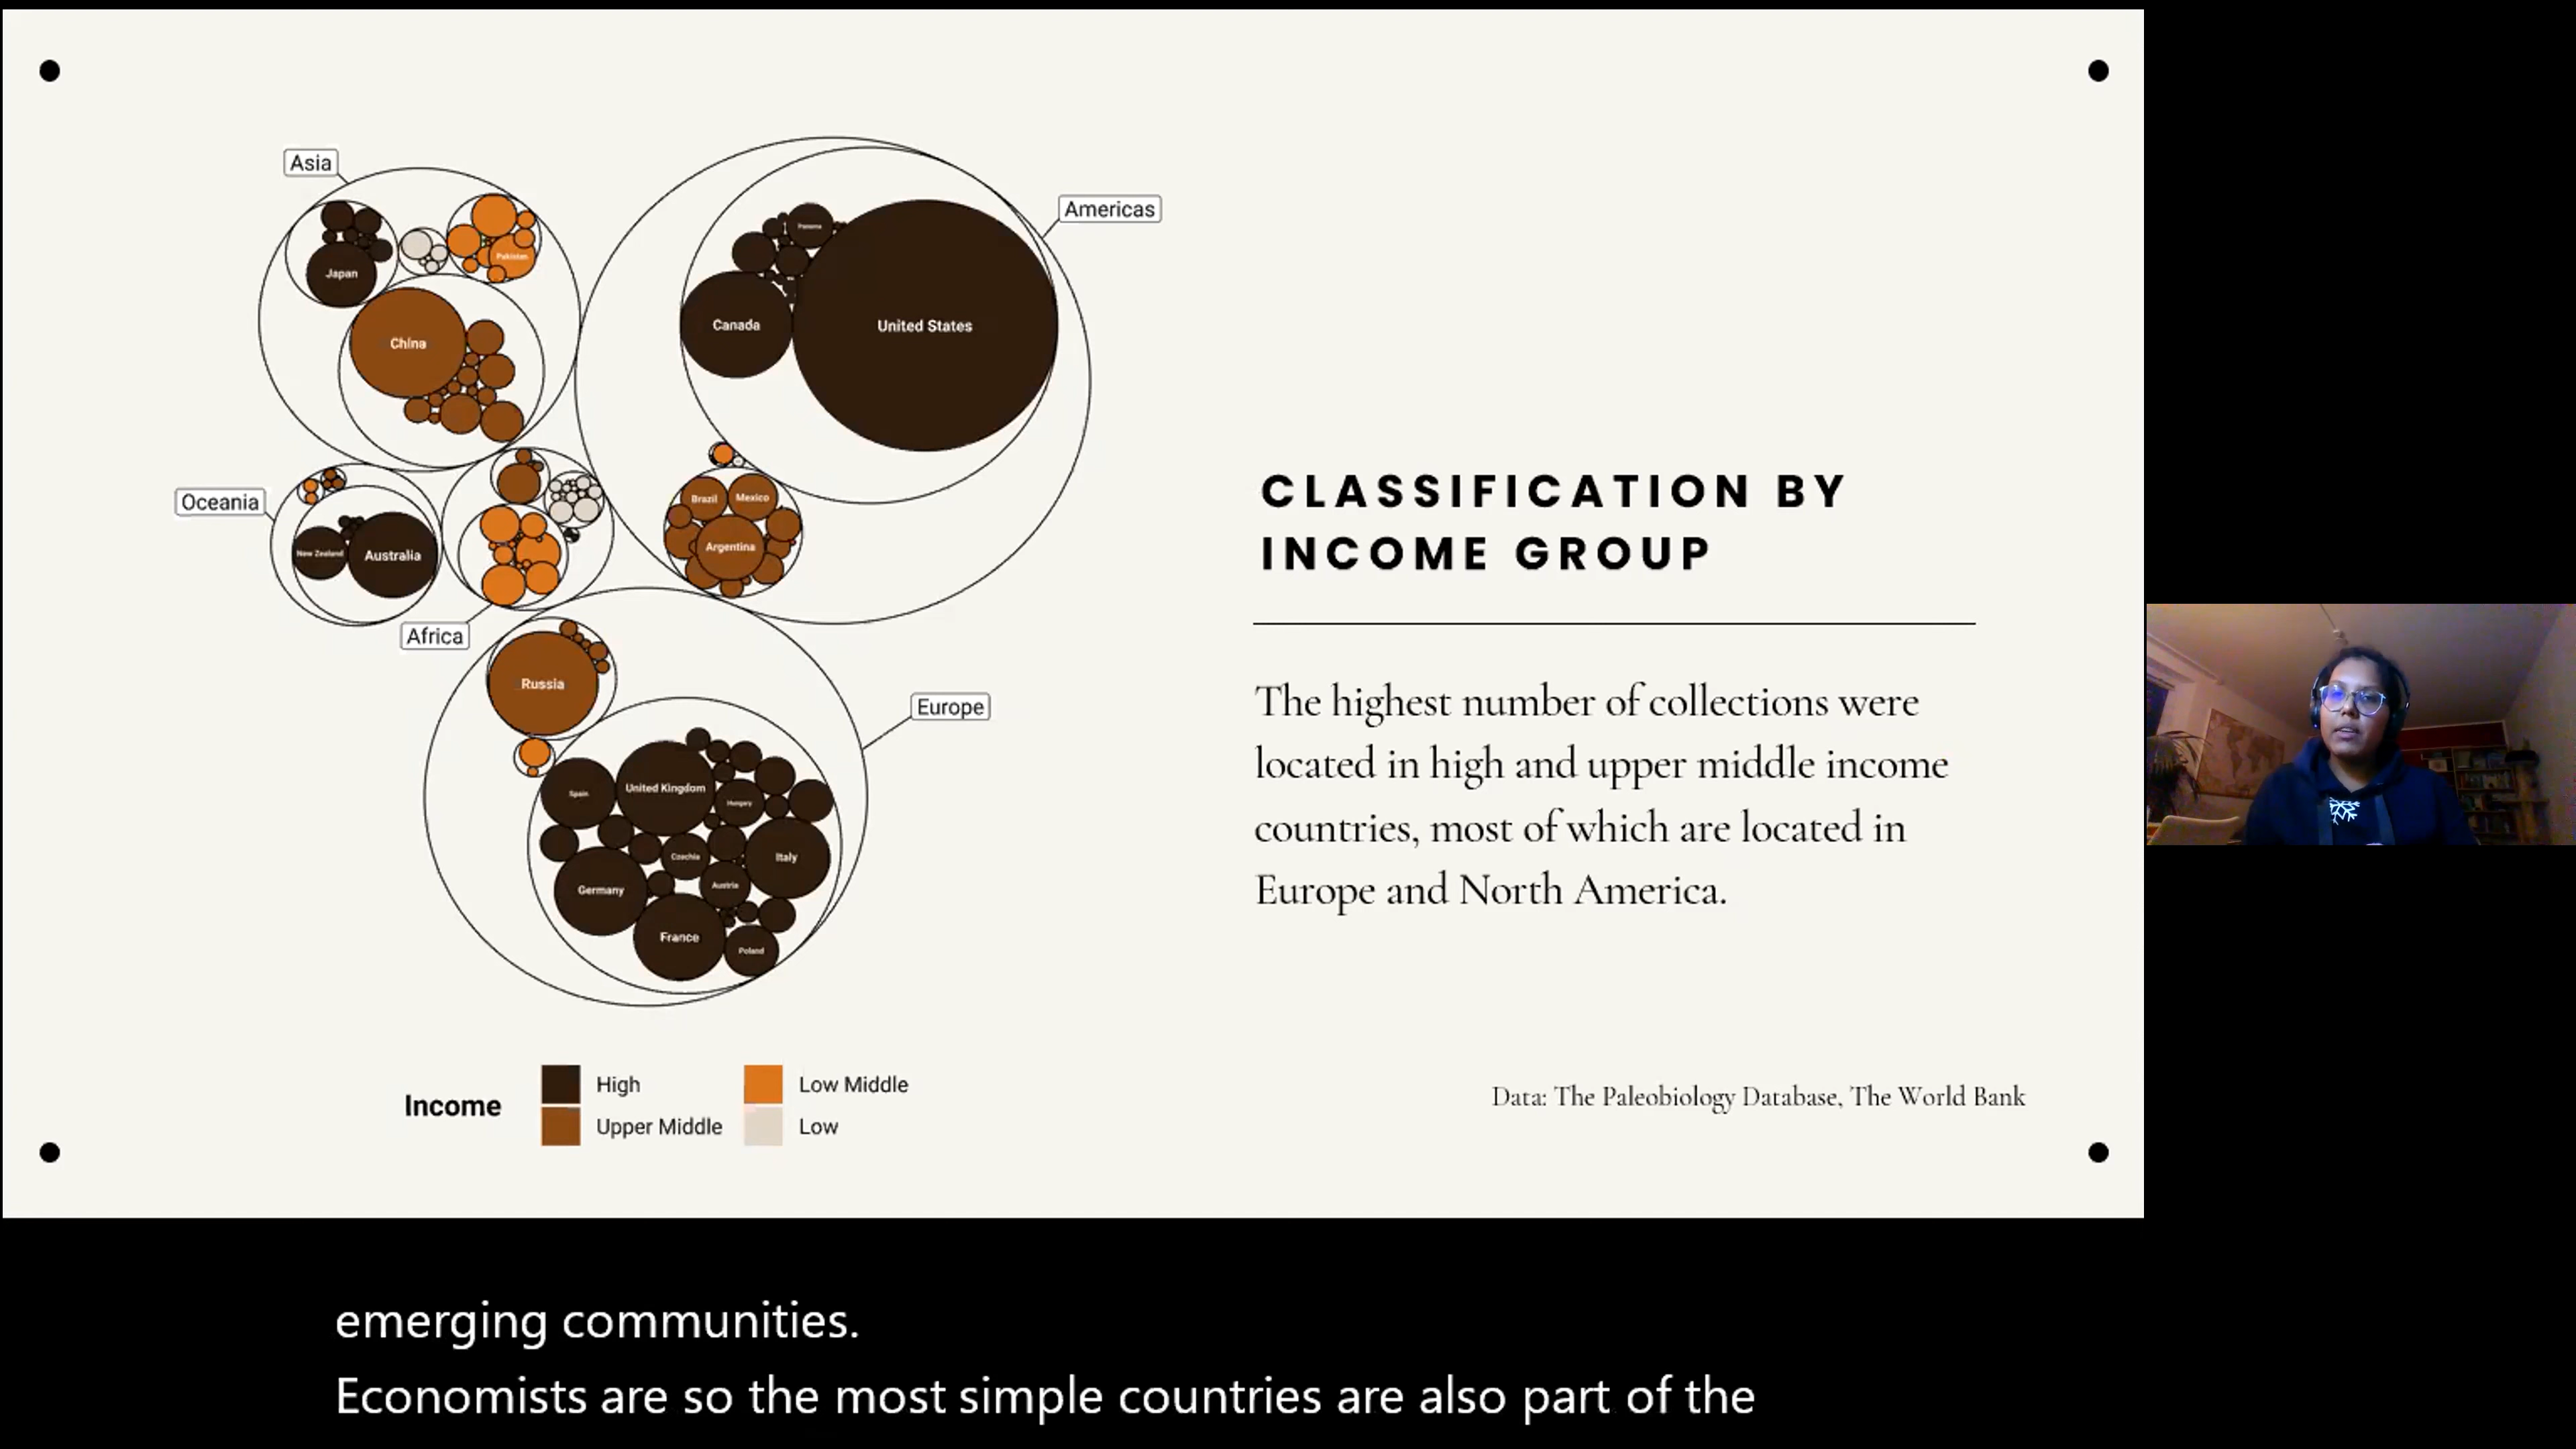 Asia
Americas
Japan
Pakistan
Panama
China
Canada
United States
Oceania
New Zealand
Australia
Brazil
Mexico
Argentina
Africa
Russia
Europe
Spain
United Kingdom
Hungary
Czechia
Italy
Germany
Austria
France
Poland
Income
High
Low Middle
Upper Middle
Low
CLASSIFICATION BY
INCOME GROUP
The highest number of collections were
located in high and upper middle income
countries, most of which are located in
Europe and North America.
Data: The Paleobiology Database, The World Bank
emerging communities.
Economists are so the most simple countries are also part of the